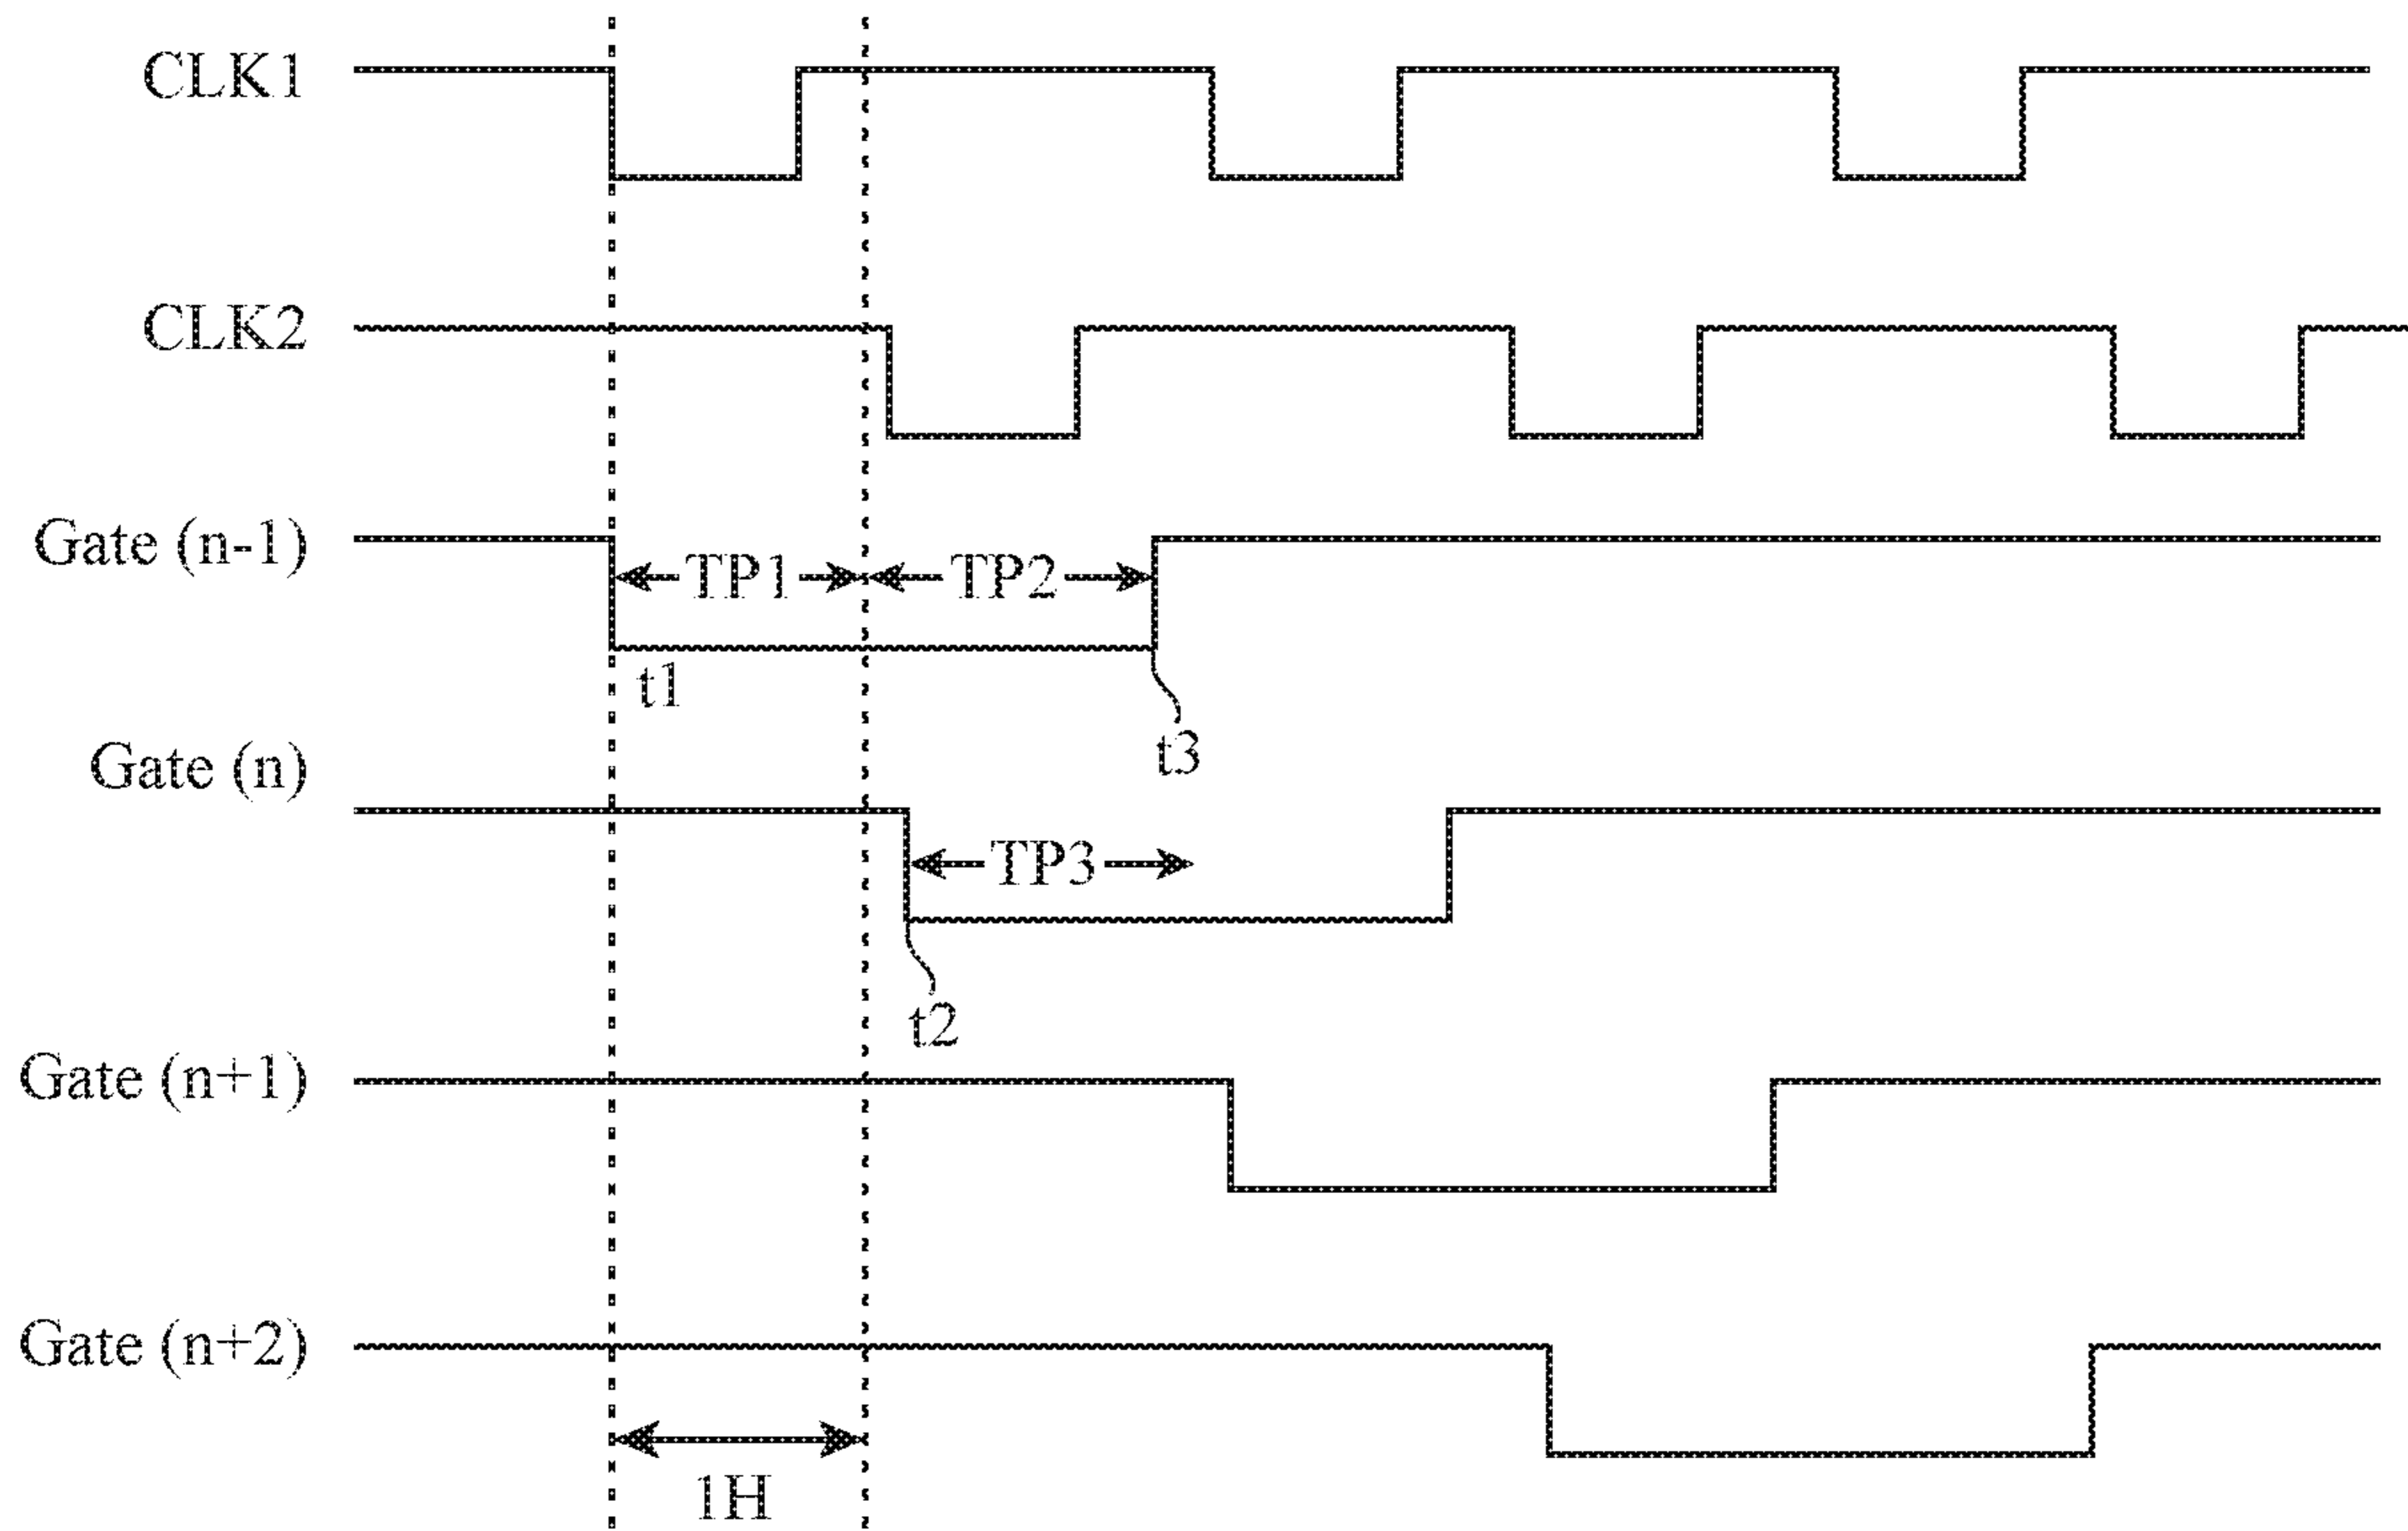 CLK1
CLK2
Gate (n-1)
TP1
TP2
t1
t3
Gate (n)
TP3
t2
Gate (n+1)
Gate (n+2)
1H